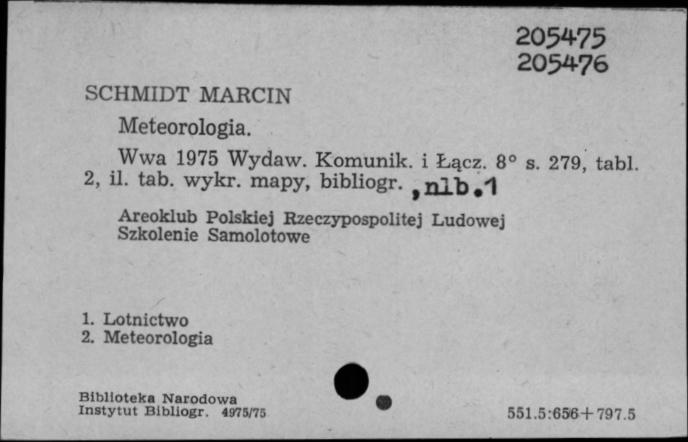 205475
205476
SCHMIDT MARCIN
Meteorologia.
Wwa 1975 Wydaw. Komunik. i Łącz. 8° s. 279, tabl.
2, il. tab. wykr. mapy, bibliogr. , nlb.1
Areoklub Polskiej Rzeczypospolitej Ludowej
Szkolenie Samolotowe
1. Lotnictwo
2. Meteorologia
Biblioteka Narodowa
Instytut Bibliogr. 4975/75
551.5:656+797.5